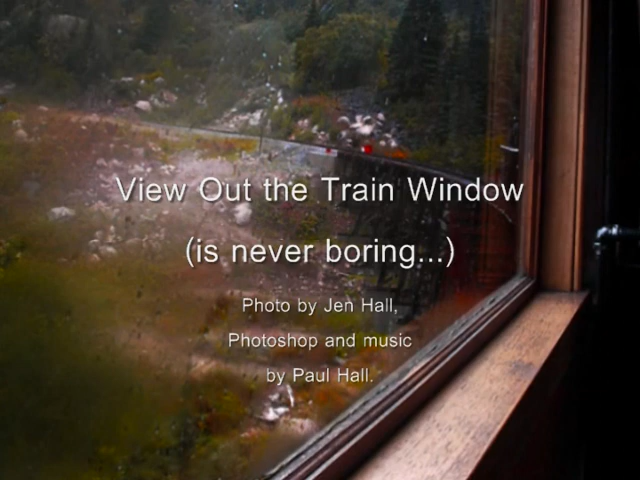 View Out the Train Window
(is never boring...)
Photo by Jen Hall,
Photoshop and music
by Paul Hall.